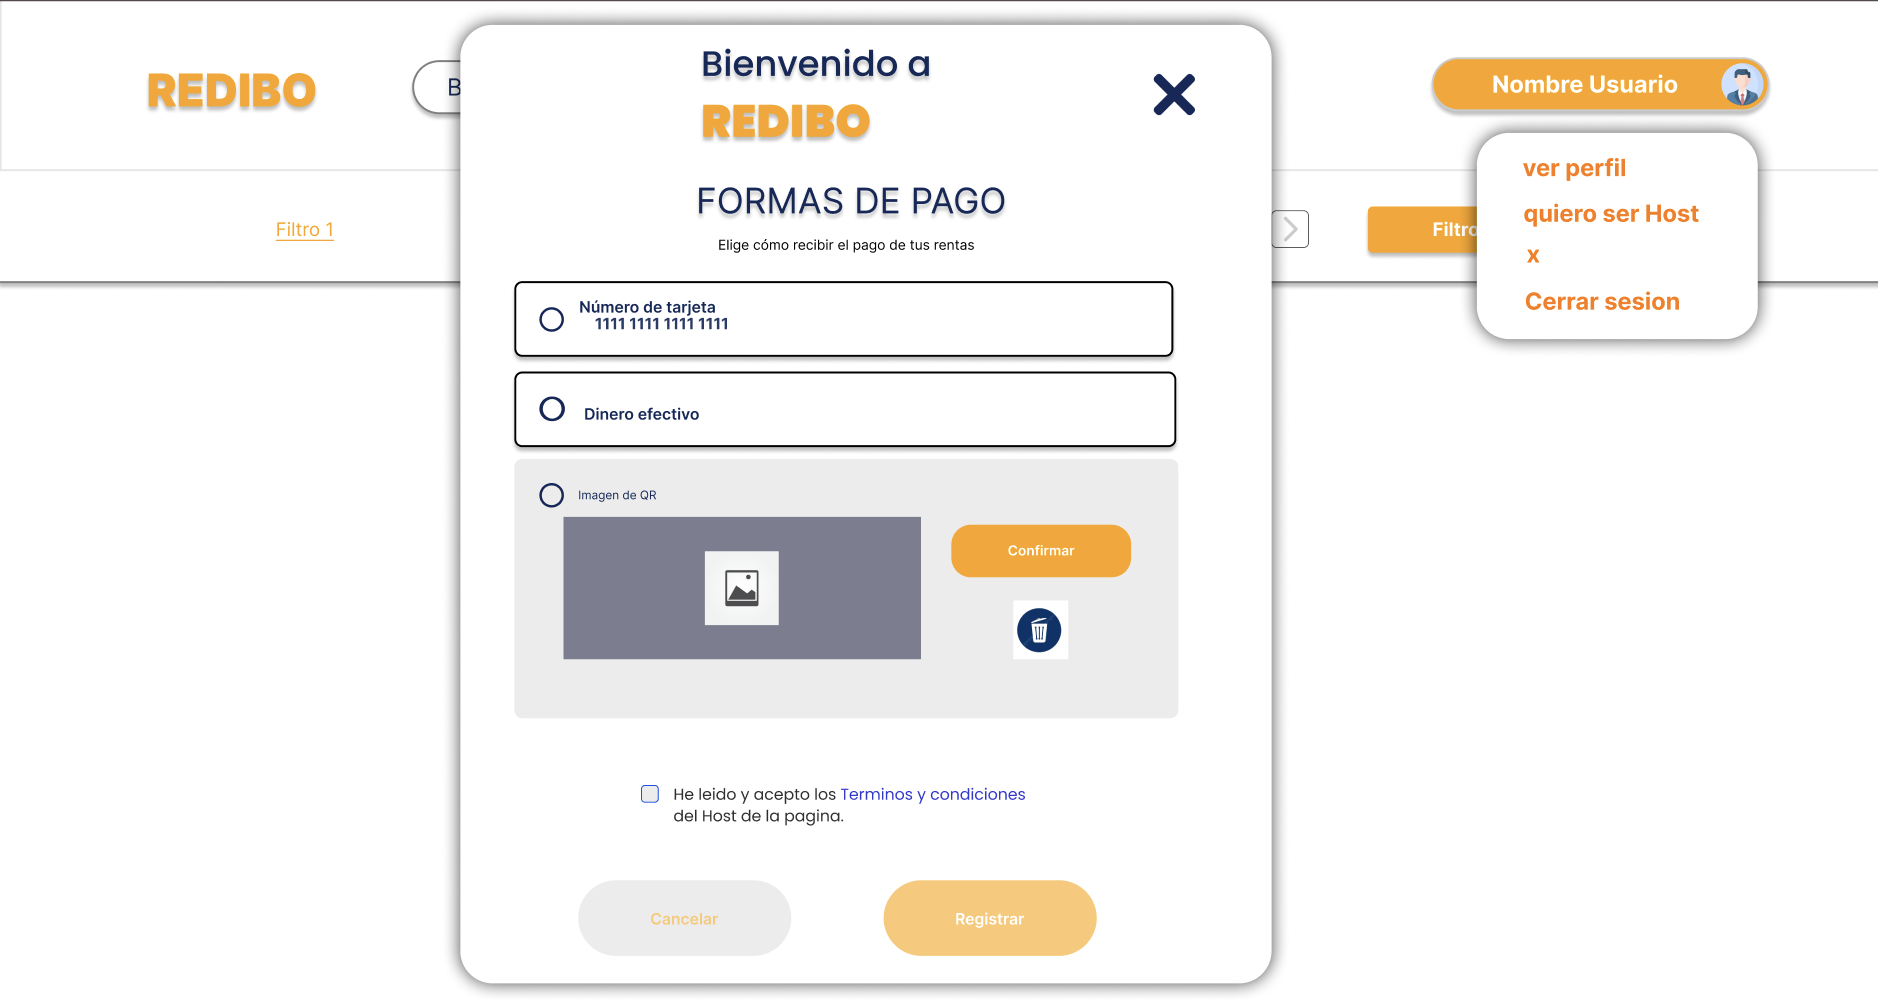 REDIBO
B
Nombre Usuario
ver perfil
quiero ser Host
x
Cerrar sesion
Filtro 1
Filtro
Bienvenido a
REDIBO
FORMAS DE PAGO
Elige cómo recibir el pago de tus rentas
Número de tarjeta
1111 1111 1111 1111
Dinero efectivo
Imagen de QR
Confirmar
He leido y acepto los Terminos y condiciones
del Host de la pagina.
Cancelar
Registrar